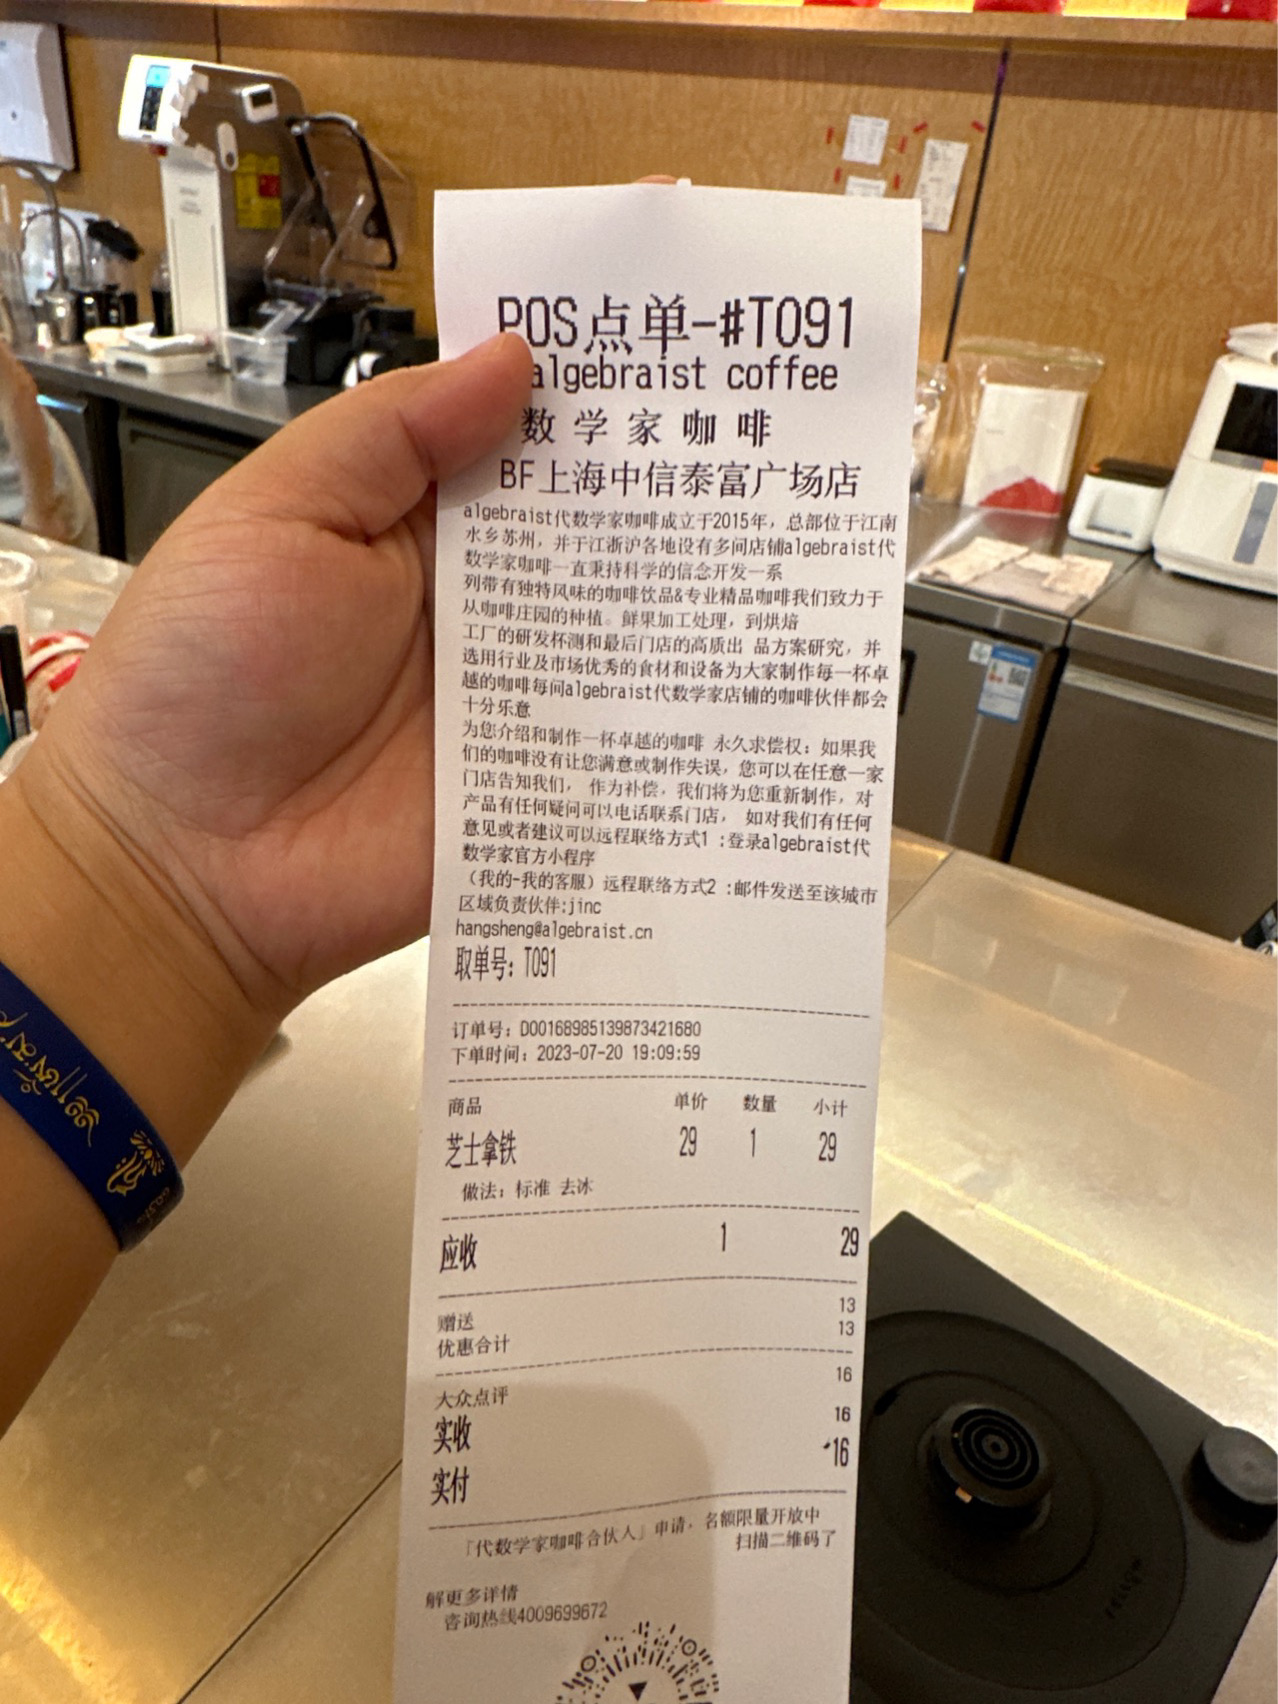 POS点单-#T091
algebraist coffee
数学家咖啡
BF上海中信泰富广场店
algebraist代数学家咖啡成立于2015年，总部位于江南
水乡苏州，并于江浙沪各地设有多间店铺algebraist代
数学家咖啡一直秉持科学的信念开发一系
列带有独特风味的咖啡饮品&专业精品咖啡我们致力于
从咖啡庄园的种植。鲜果加工处理，到烘焙
工厂的研发杯测和最后门店的高质出 品方案研究，并
选用行业及市场优秀的食材和设备为大家制作每一杯卓
越的咖啡每间algebraist代数学家店铺的咖啡伙伴都会
十分乐意
为您介绍和制作一杯卓越的咖啡 永久求偿权：如果我
们的咖啡没有让您满意或制作失误，您可以在任意一家
门店告知我们， 作为补偿，我们将为您重新制作，对
产品有任何疑问可以电话联系门店， 如对我们有任何
意见或者建议可以远程联络方式1 :登录algebraist代
数学家官方小程序
（我的-我的客服）远程联络方式2 :邮件发送至该城市
区域负责伙伴:jinc
hangsheng@algebraist.cn
取单号：T091
订单号：D00168985139873421680
下单时间：2023-07-20 19:09:59
商品 单价 数量 小计
芝士拿铁 29 1 29
做法：标准 去冰
应收 1 29
赠送 13
优惠合计 13
大众点评 16
实收 16
实付 16
「代数学家咖啡合伙人」申请，名额限量开放中
扫描二维码了
解更多详情
咨询热线4009699672